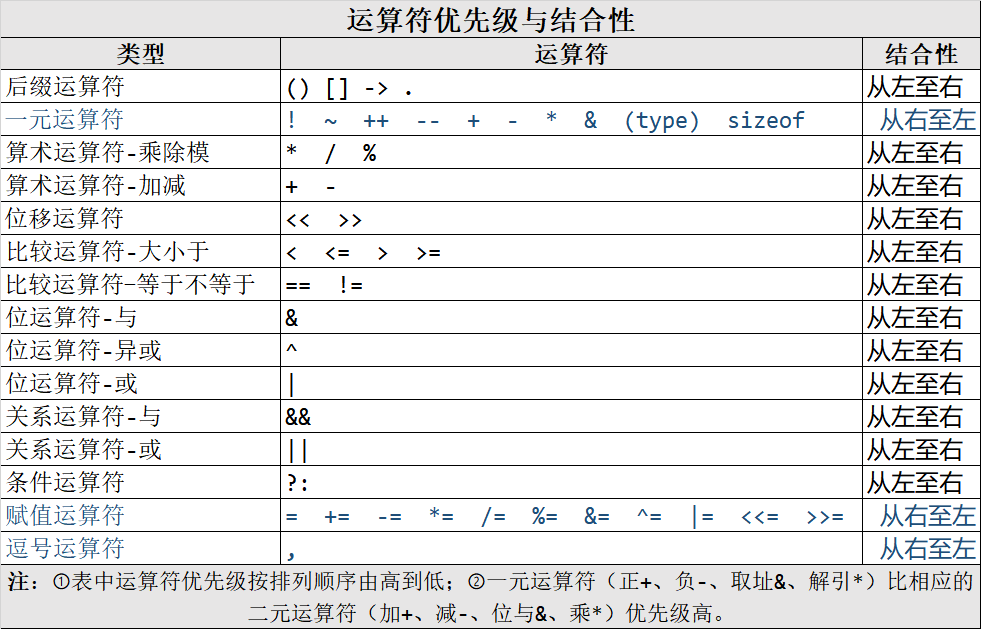 运算符优先级与结合性
类型 运算符 结合性
后缀运算符 () [] -> . 从左至右
一元运算符 ! ~ ++ -- + - * & (type) sizeof 从右至左
算术运算符-乘除模 * / % 从左至右
算术运算符-加减 + - 从左至右
位移运算符 << >> 从左至右
比较运算符-大小于 < <= > >= 从左至右
比较运算符-等于不等于 == != 从左至右
位运算符-与 & 从左至右
位运算符-异或 ^ 从左至右
位运算符-或 | 从左至右
关系运算符-与 && 从左至右
关系运算符-或 || 从左至右
条件运算符 ?: 从左至右
赋值运算符 = += -= *= /= %= &= ^= |= <<= >>= 从右至左
逗号运算符 , 从右至左
注：①表中运算符优先级按排列顺序由高到低；②一元运算符（正+、负-、取址&、解引*）比相应的
二元运算符（加+、减-、位与&、乘*）优先级高。